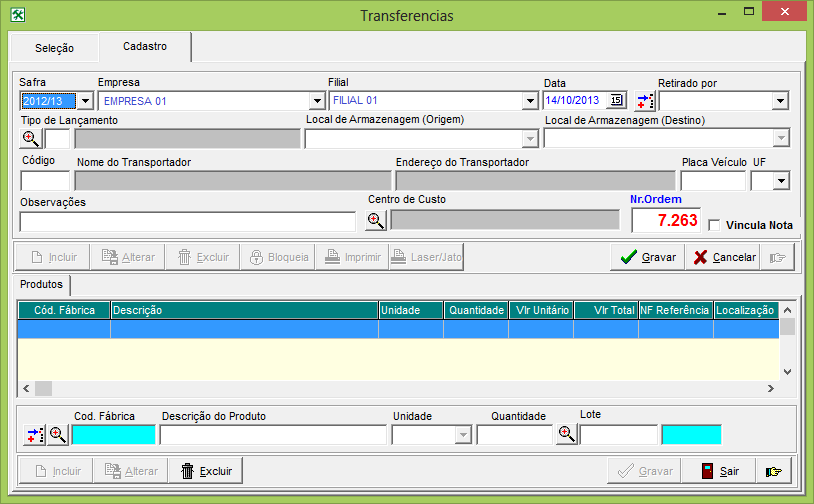 Transferencias
Seleção Cadastro
Safra Empresa Filial Data Retirado por
2012/13 EMPRESA 01 FILIAL 01 14/10/2013 15
Tipo de Lançamento Local de Armazenagem (Origem) Local de Armazenagem (Destino)
Código Nome do Transportador Endereço do Transportador Placa Veículo UF
Observações Centro de Custo Nr.Ordem
7.263 Vincula Nota
Incluir Alterar Excluir Bloqueia Imprimir Laser/Jato Gravar Cancelar
Produtos
Cód. Fábrica Descrição Unidade Quantidade Vlr Unitário Vlr Total NF Referência Localização
Cod. Fábrica Descrição do Produto Unidade Quantidade Lote
Incluir Alterar Excluir Gravar Sair